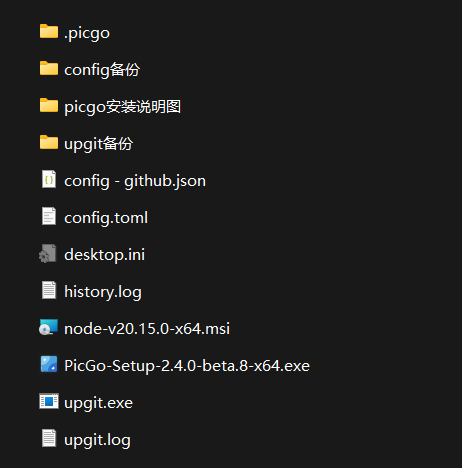 .picgo
config备份
picgo安装说明图
upgit备份
config - github.json
config.toml
desktop.ini
history.log
node-v20.15.0-x64.msi
PicGo-Setup-2.4.0-beta.8-x64.exe
upgit.exe
upgit.log